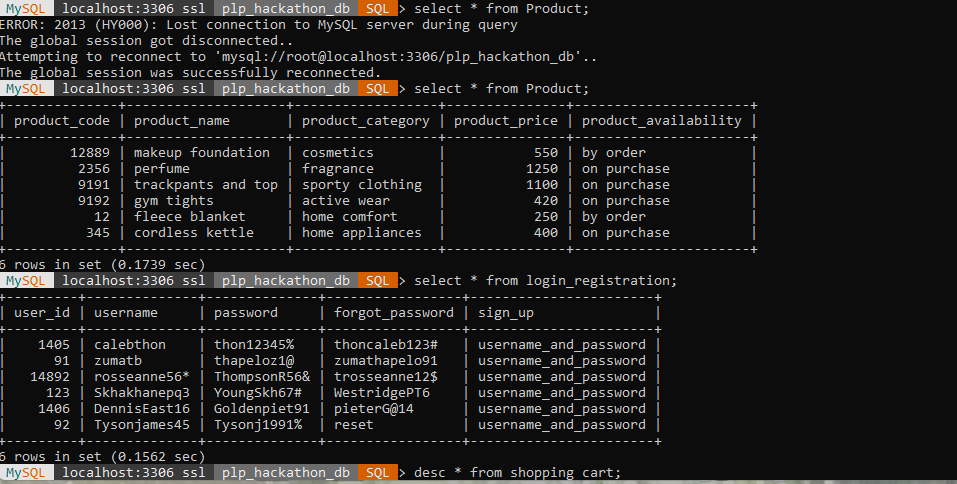 MySQL localhost:3306 ssl plp_hackathon_db SQL > select * from Product;
ERROR: 2013 (HY000): Lost connection to MySQL server during query
The global session got disconnected..
Attempting to reconnect to 'mysql://root@localhost:3306/plp_hackathon_db'..
The global session was successfully reconnected.
MySQL localhost:3306 ssl plp_hackathon_db SQL > select * from Product;
+--------------+--------------------+------------------+---------------+----------------------+
| product_code | product_name | product_category | product_price | product_availability |
+--------------+--------------------+------------------+---------------+----------------------+
| 12889 | makeup foundation | cosmetics | 550 | by order |
| 2356 | perfume | fragrance | 1250 | on purchase |
| 9191 | trackpants and top | sporty clothing | 1100 | on purchase |
| 9192 | gym tights | active wear | 420 | on purchase |
| 12 | fleece blanket | home comfort | 250 | by order |
| 345 | cordless kettle | home appliances | 400 | on purchase |
+--------------+--------------------+------------------+---------------+----------------------+
6 rows in set (0.1739 sec)
MySQL localhost:3306 ssl plp_hackathon_db SQL > select * from login_registration;
+---------+--------------+--------------+-----------------+-----------------------+
| user_id | username | password | forgot_password | sign_up |
+---------+--------------+--------------+-----------------+-----------------------+
| 1405 | calebthon | thon12345% | thoncaleb123# | username_and_password |
| 91 | zumatb | thapeloz1@ | zumathapelo91 | username_and_password |
| 14892 | rosseanne56* | ThompsonR56& | trosseanne12$ | username_and_password |
| 123 | Skhakhanepq3 | YoungSkh67# | WestridgePT6 | username_and_password |
| 1406 | DennisEast16 | Goldenpiet91 | pieterG@14 | username_and_password |
| 92 | Tysonjames45 | Tysonj1991% | reset | username_and_password |
+---------+--------------+--------------+-----------------+-----------------------+
6 rows in set (0.1562 sec)
MySQL localhost:3306 ssl plp_hackathon_db SQL > desc * from shopping cart;